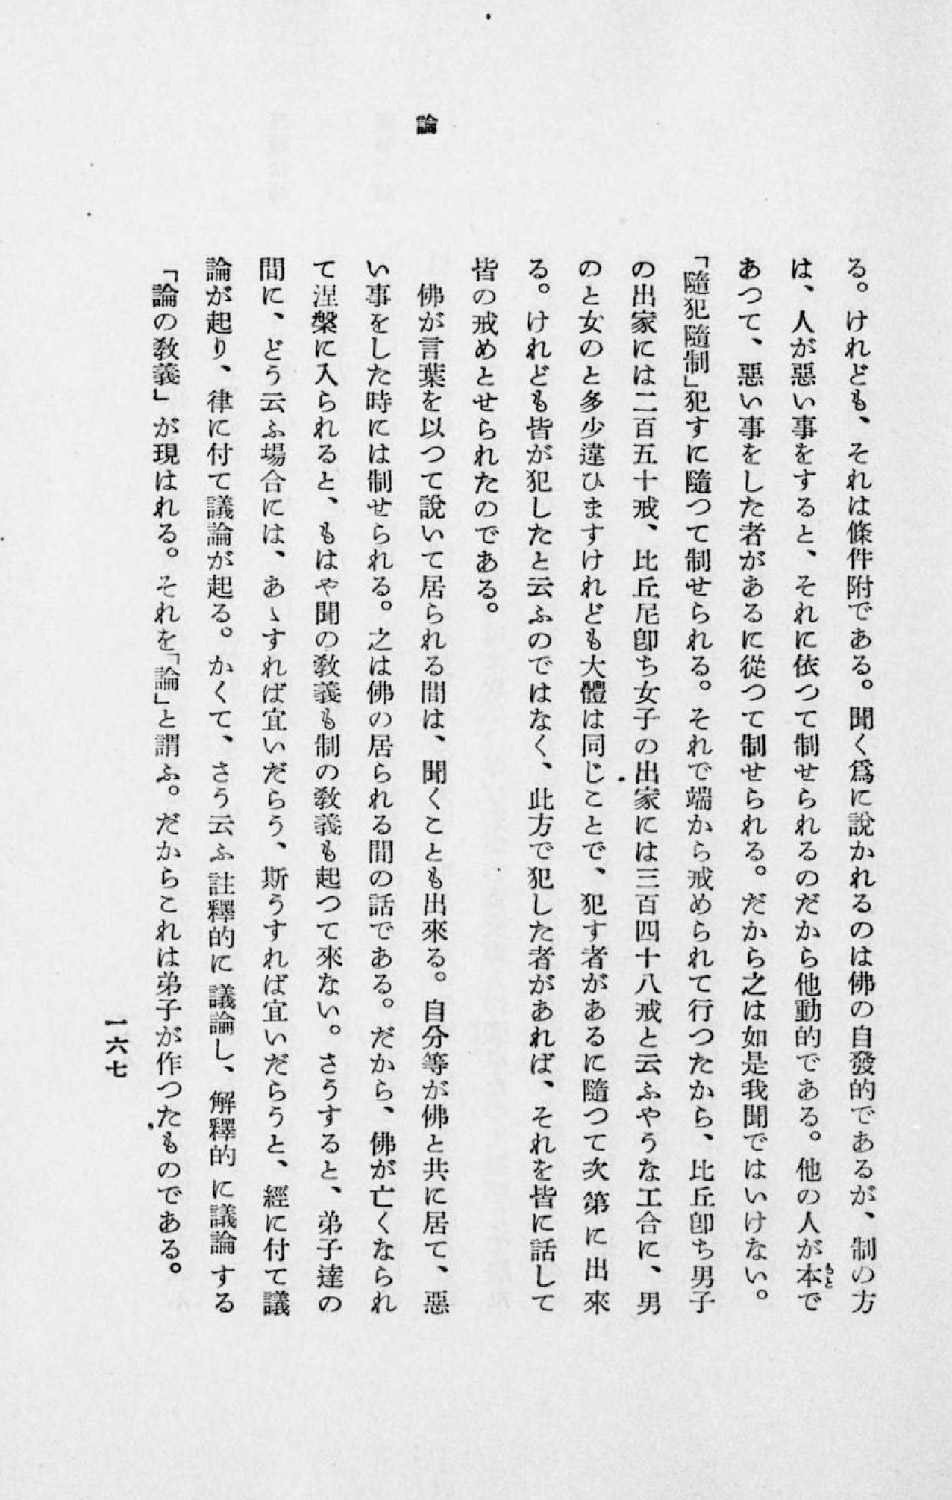 論
る。けれども、それは條件附である。聞く爲に說かれるのは佛の自發的であるが、制の方
は、人が惡い事をすると、それに依つて制せられるのだから他動的である。他の人が本で
もと
あつて、惡い事をした者があるに從つて制せられる。だから之は如是我聞ではいけない。
「隨犯隨制」犯すに隨つて制せられる。それで端から戒められて行つたから、比丘卽ち男子
の出家には二百五十戒、比丘尼卽ち女子の出家には三百四十八戒と云ふやうな工合に、男
のと女のと多少違ひますけれども大體は同じことで、犯す者があるに隨つて次第に出來
る。けれども皆が犯したと云ふのではなく、此方で犯した者があれば、それを皆に話して
皆の戒めとせられたのである。
佛が言葉を以つて說いて居られる間は、聞くことも出來る。自分等が佛と共に居て、惡
い事をした時には制せられる。之は佛の居られる間の話である。だから、佛が亡くなられ
て涅槃に入られると、もはや聞の敎義も制の敎義も起つて來ない。さうすると、弟子達の
間に、どう云ふ場合には、あゝすれば宜いだらう、斯うすれば宜いだらうと、經に付て議
論が起り、律に付て議論が起る。かくて、さう云ふ註釋的に議論し、解釋的に議論する
「論の敎義」が現はれる。それを「論」と謂ふ。だからこれは弟子が作つたものである。
一六七